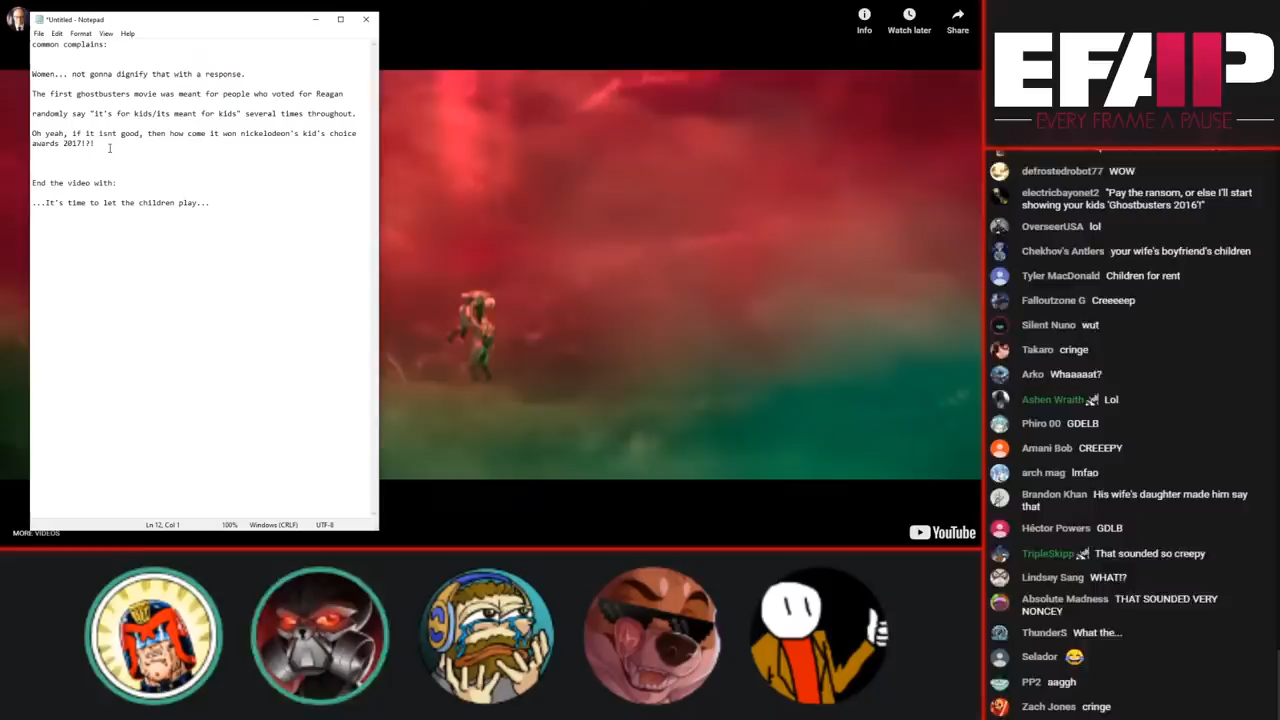 *Untitled - Notepad
File Edit Format View Help
common complains:
Women... not gonna dignify that with a response.
The first ghostbusters movie was meant for people who voted for Reagan
randomly say "it's for kids/its meant for kids" several times throughout.
Oh yeah, if it isnt good, then how come it won nickelodeon's kid's choice
awards 2017!?!
End the video with:
...It's time to let the children play...
Ln 12, Col 1 100% Windows (CRLF) UTF-8
MORE VIDEOS
Info Watch later Share
YouTube
EFAP
EVERY FRAME A PAUSE
defrostedrobot77 WOW
electricbayonet2 "Pay the ransom, or else I'll start
showing your kids 'Ghostbusters 2016'!"
OverseerUSA lol
Chekhov's Antlers your wife's boyfriend's children
Tyler MacDonald Children for rent
Falloutzone G Creeeeep
Silent Nuno wut
Takaro cringe
Arko Whaaaaat?
Ashen Wraith Lol
Phiro 00 GDELB
Amani Bob CREEEPY
arch mag lmfao
Brandon Khan His wife's daughter made him say
that
Héctor Powers GDLB
TripleSkipp That sounded so creepy
Lindsey Sang WHAT!?
Absolute Madness THAT SOUNDED VERY
NONCEY
ThunderS What the...
Selador 😂
PP2 aaggh
Zach Jones cringe